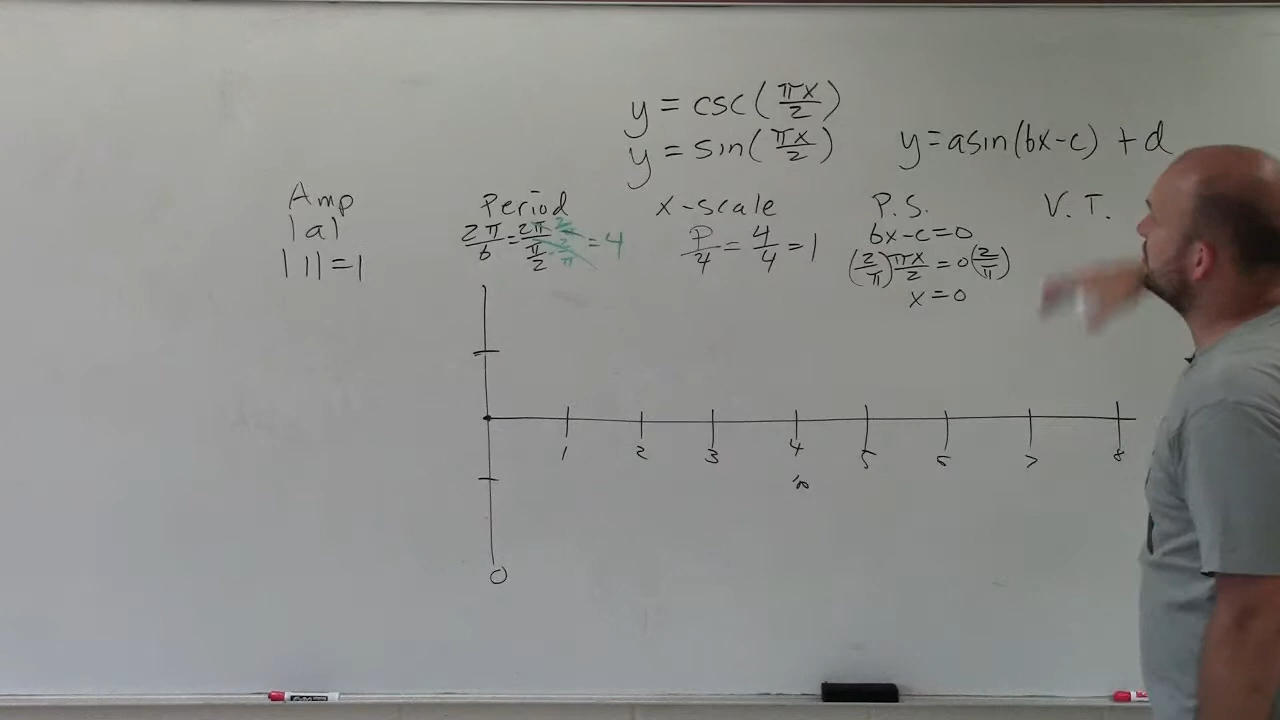 y = csc(πx/2)
y = sin(πx/2)
y = a sin(bx-c) + d
Amp
|a|
|1| = 1
Period
2π/b = 2π/(π/2) · 2/π = 4
x-scale
P/4 = 4/4 = 1
P.S.
bx-c=0
(2/π) πx/2 = 0 (2/π)
x = 0
V.T.
1 2 3 4 5 6 7 8
0